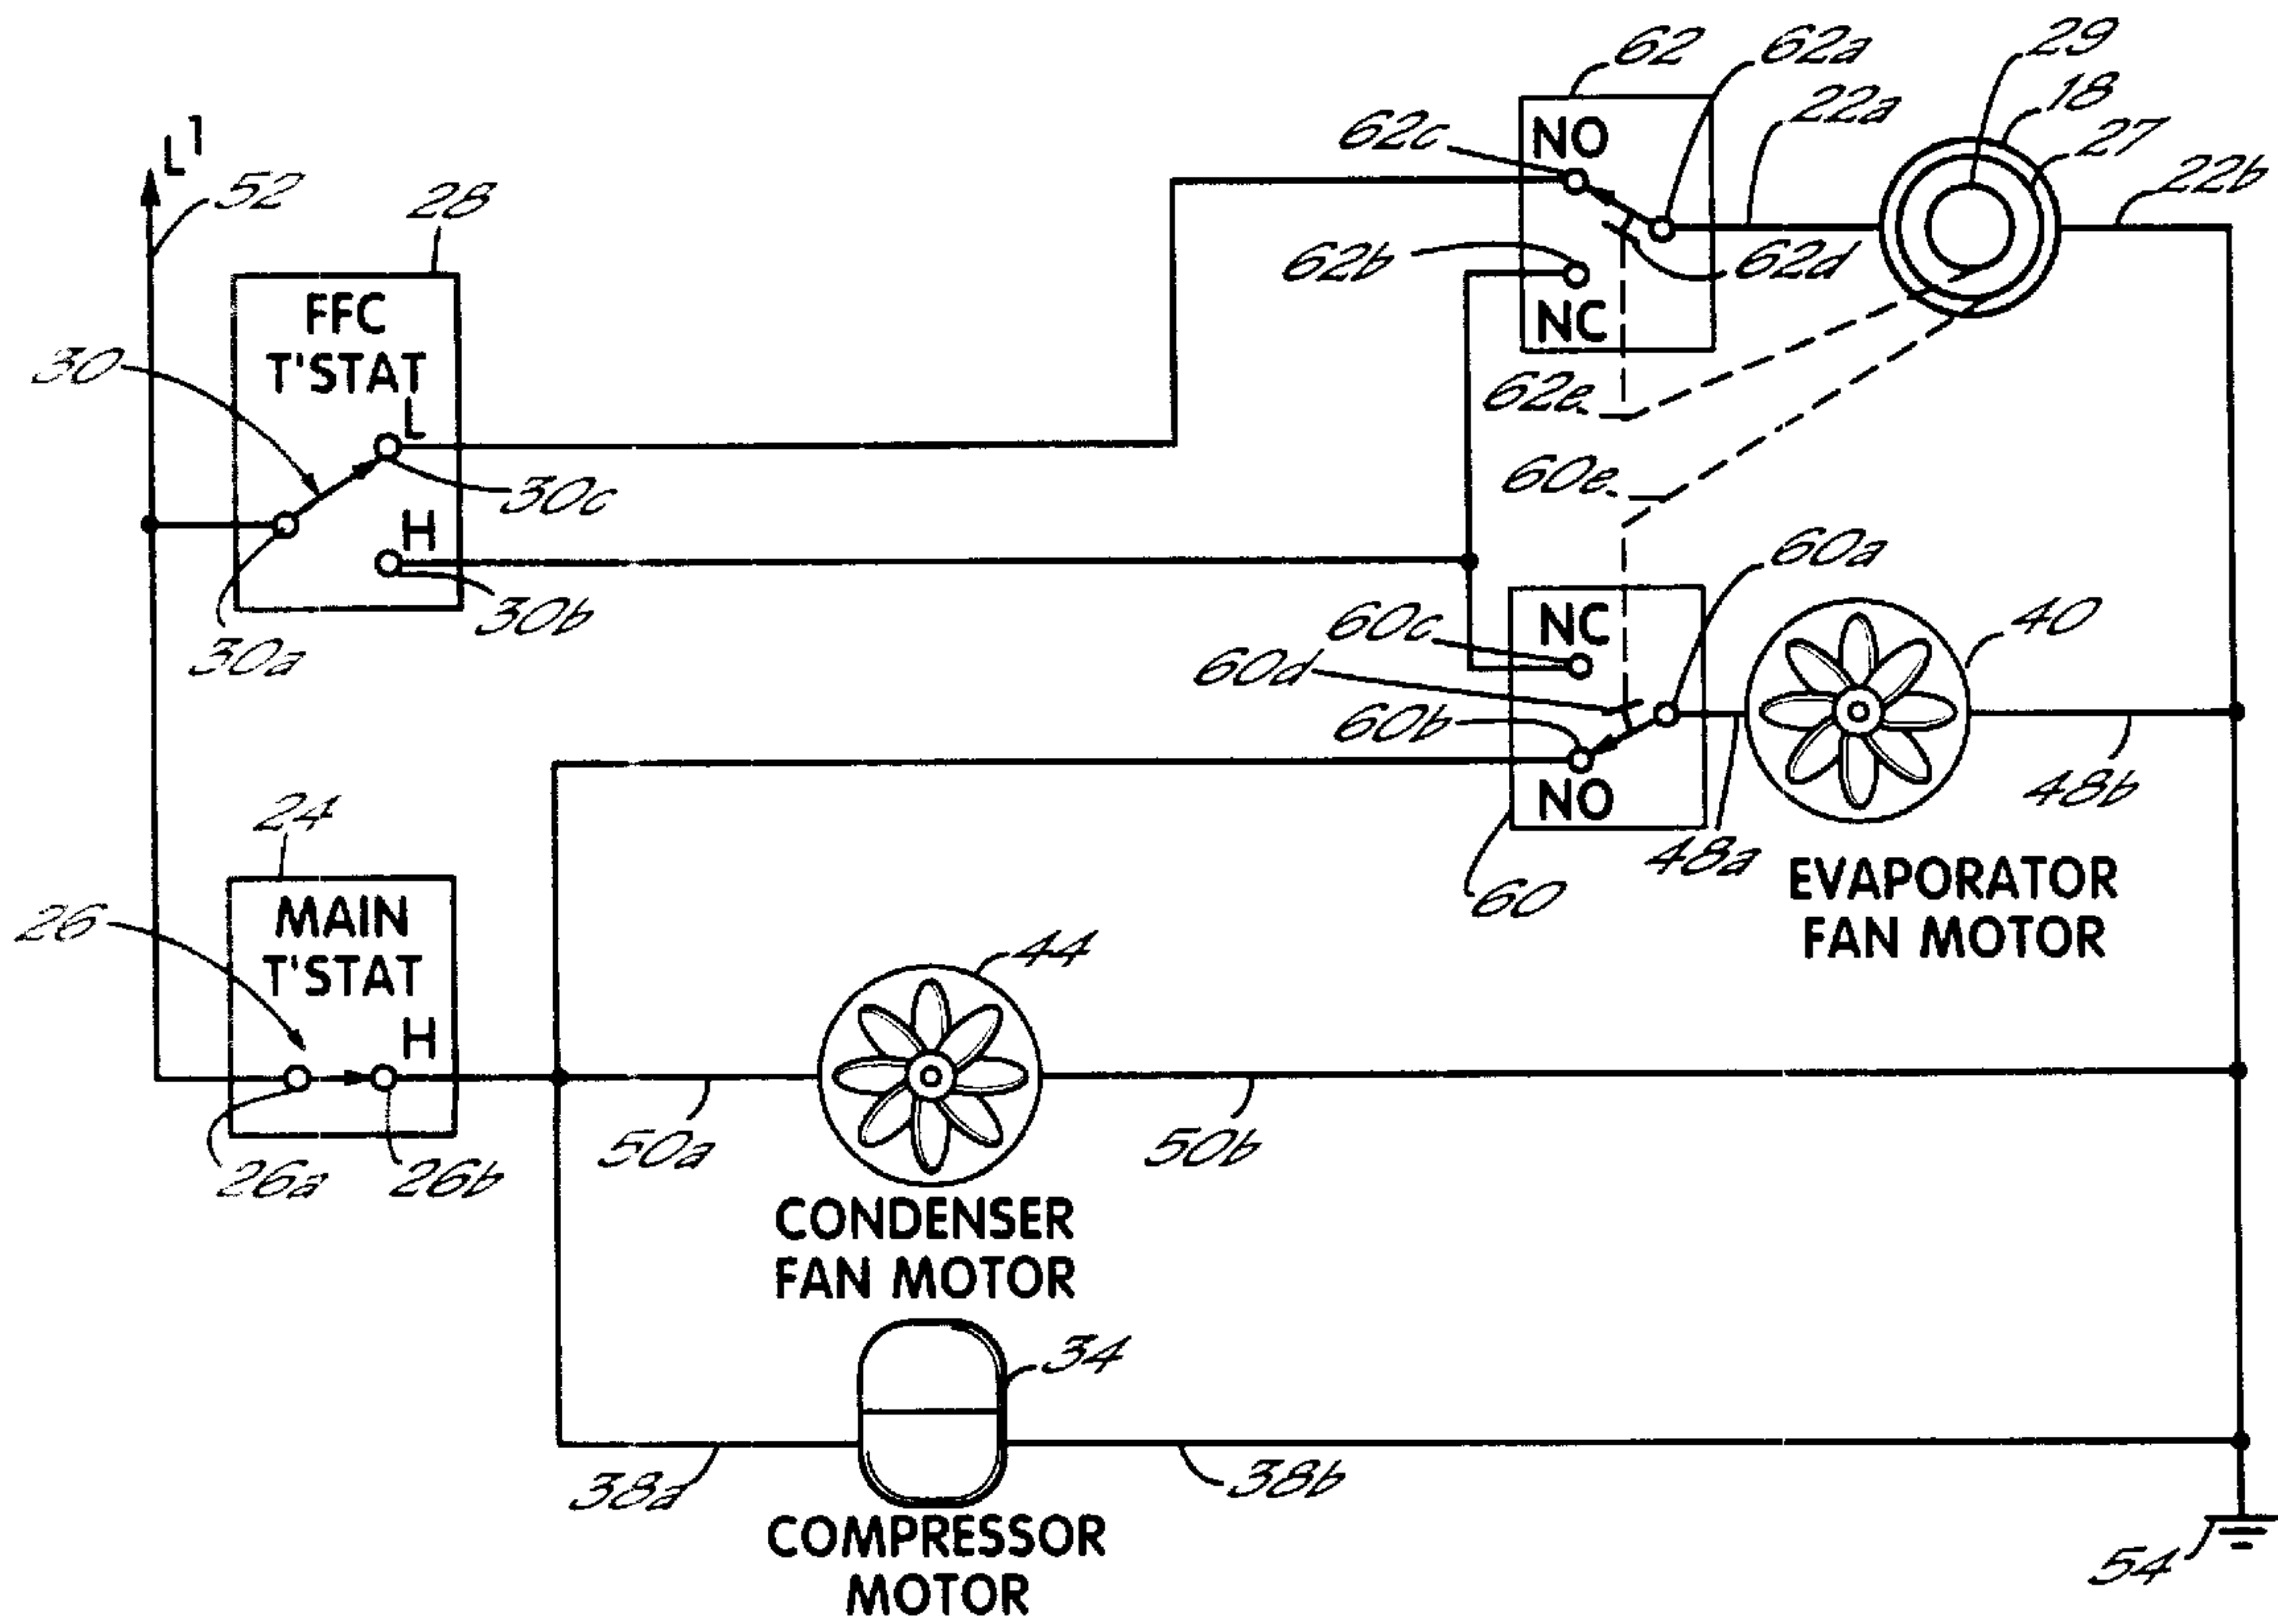 62
62a
29
18
27
22a
22b
L1
52
28
62c
NO
62b
62d
NC
FFC
T'STAT
30
L
62e
30c
60e
H
30b
30a
60a
60c
NC
60d
60b
NO
40
48a
48b
60
EVAPORATOR
FAN MOTOR
24
26
MAIN
T'STAT
H
26a
26b
44
50a
50b
CONDENSER
FAN MOTOR
34
38a
38b
COMPRESSOR
MOTOR
54